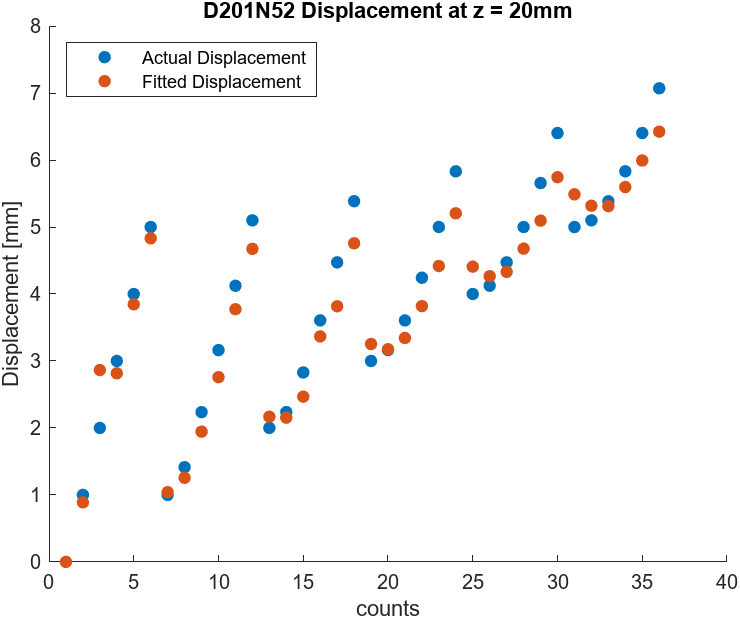 D201N52 Displacement at z = 20mm
Actual Displacement
Fitted Displacement
Displacement [mm]
8
7
6
5
4
3
2
1
0
0 5 10 15 20 25 30 35 40
counts